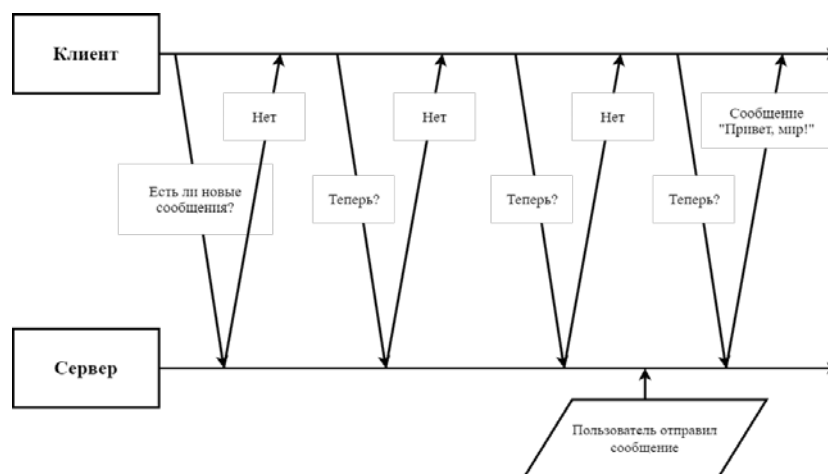 Клиент
Нет
Нет
Нет
Сообщение
"Привет, мир!"
Есть ли новые
сообщения?
Теперь?
Теперь?
Теперь?
Сервер
Пользователь отправил
сообщение